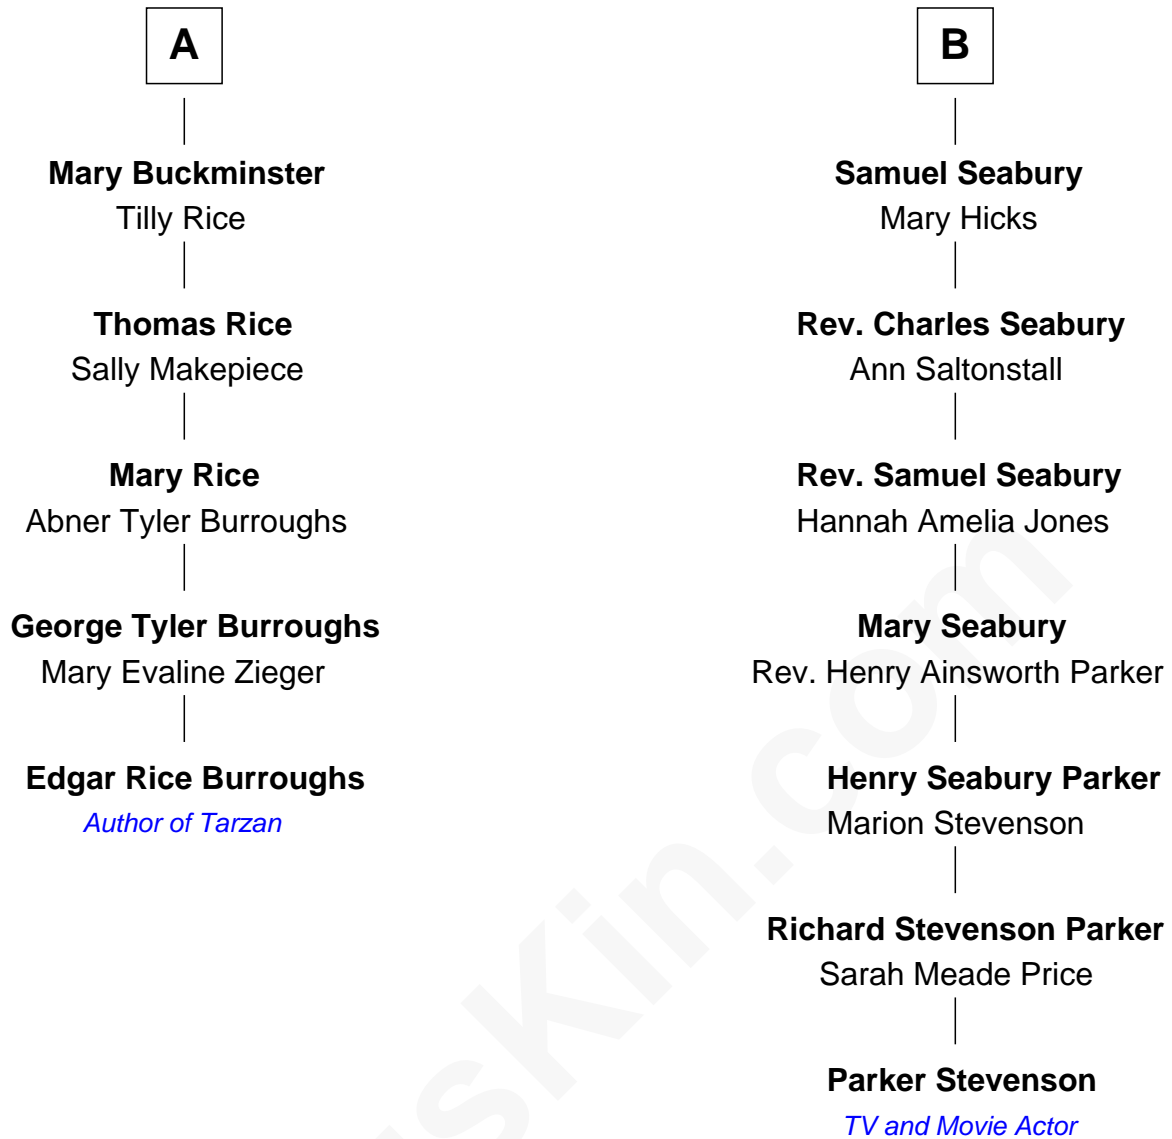 A
Mary Buckminster
Tilly Rice
Thomas Rice
Sally Makepiece
Mary Rice
Abner Tyler Burroughs
George Tyler Burroughs
Mary Evaline Zieger
Edgar Rice Burroughs
Author of Tarzan
B
Samuel Seabury
Mary Hicks
Rev. Charles Seabury
Ann Saltonstall
Rev. Samuel Seabury
Hannah Amelia Jones
Mary Seabury
Rev. Henry Ainsworth Parker
Henry Seabury Parker
Marion Stevenson
Richard Stevenson Parker
Sarah Meade Price
Parker Stevenson
TV and Movie Actor